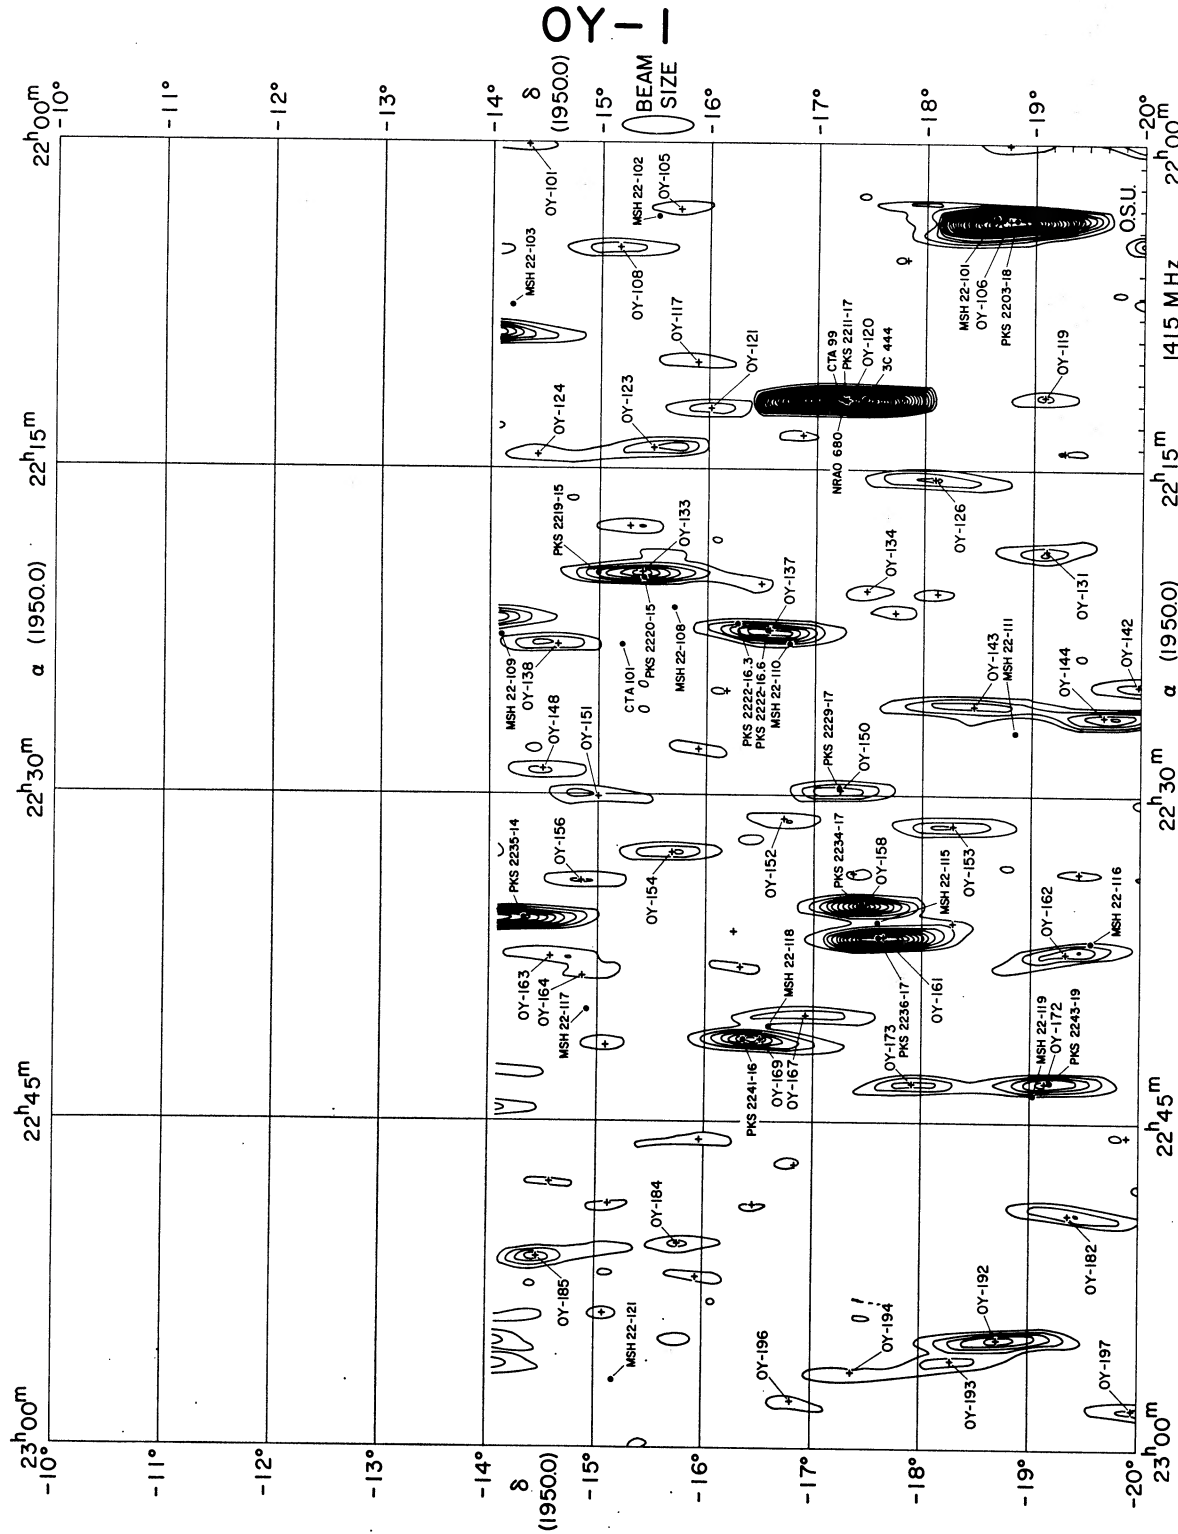 OY-1
22ʰ00ᵐ
-10°
-11°
-12°
-13°
-14°
δ
(1950.0)
-15°
BEAM
SIZE
-16°
-17°
-18°
-19°
-20°
22ʰ00ᵐ
OY-101
MSH 22-102
OY-105
MSH 22-103
OY-108
OY-117
OY-121
O.S.U.
MSH 22-101
OY-106
PKS 2203-18
1415 MHz
CTA 99
PKS 2211-17
OY-120
3C 444
NRAO 680
OY-119
OY-124
OY-123
22ʰ15ᵐ
22ʰ15ᵐ
OY-126
PKS 2219-15
OY-133
OY-134
OY-131
OY-137
α (1950.0)
α (1950.0)
PKS 2220-15
MSH 22-108
CTA 101
MSH 22-109
OY-138
PKS 2222-16.3
PKS 2222-16.6
MSH 22-110
OY-143
MSH 22-111
OY-144
OY-142
OY-148
OY-151
PKS 2229-17
OY-150
22ʰ30ᵐ
22ʰ30ᵐ
PKS 2235-14
OY-156
OY-154
OY-152
PKS 2234-17
OY-158
MSH 22-115
OY-153
OY-162
MSH 22-116
OY-163
OY-164
MSH 22-117
MSH 22-118
OY-161
PKS 2236-17
OY-173
PKS 2241-16
OY-169
OY-167
MSH 22-119
OY-172
PKS 2243-19
22ʰ45ᵐ
22ʰ45ᵐ
OY-184
OY-185
OY-182
MSH 22-121
OY-192
OY-194
OY-193
OY-196
OY-197
23ʰ00ᵐ
-10°
-11°
-12°
-13°
-14°
δ
(1950.0)
-15°
-16°
-17°
-18°
-19°
-20°
23ʰ00ᵐ